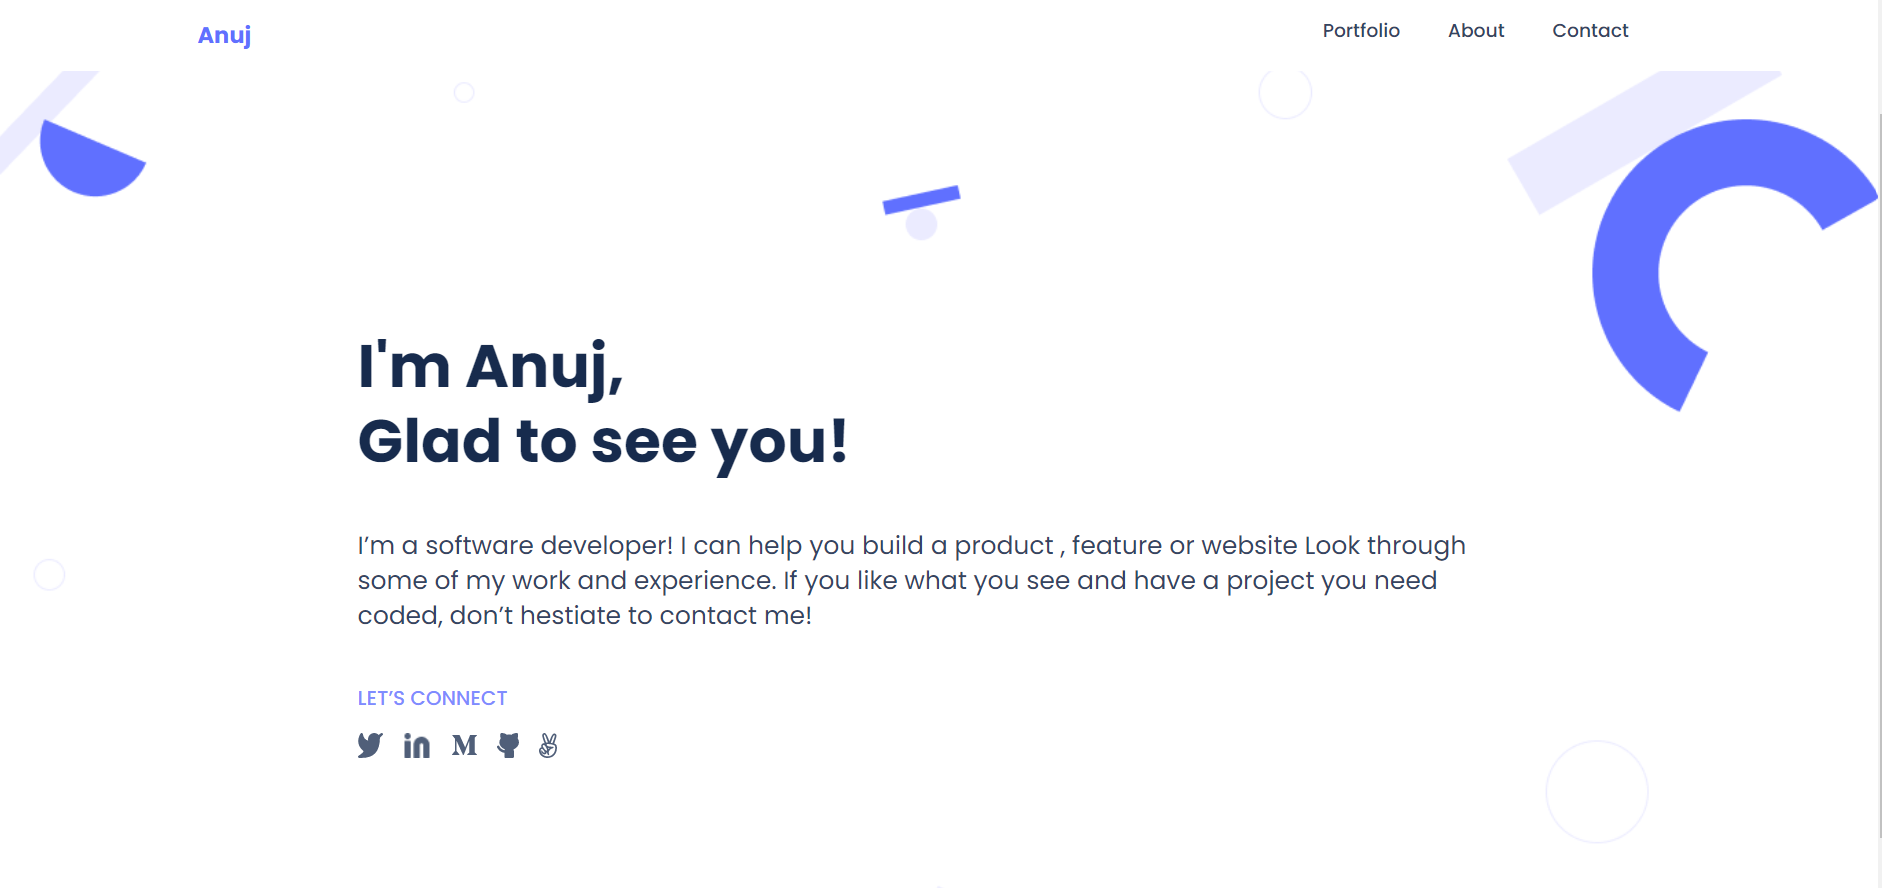 Anuj
Portfolio
About
Contact
I'm Anuj,
Glad to see you!
I’m a software developer! I can help you build a product , feature or website Look through
some of my work and experience. If you like what you see and have a project you need
coded, don’t hestiate to contact me!
LET’S CONNECT